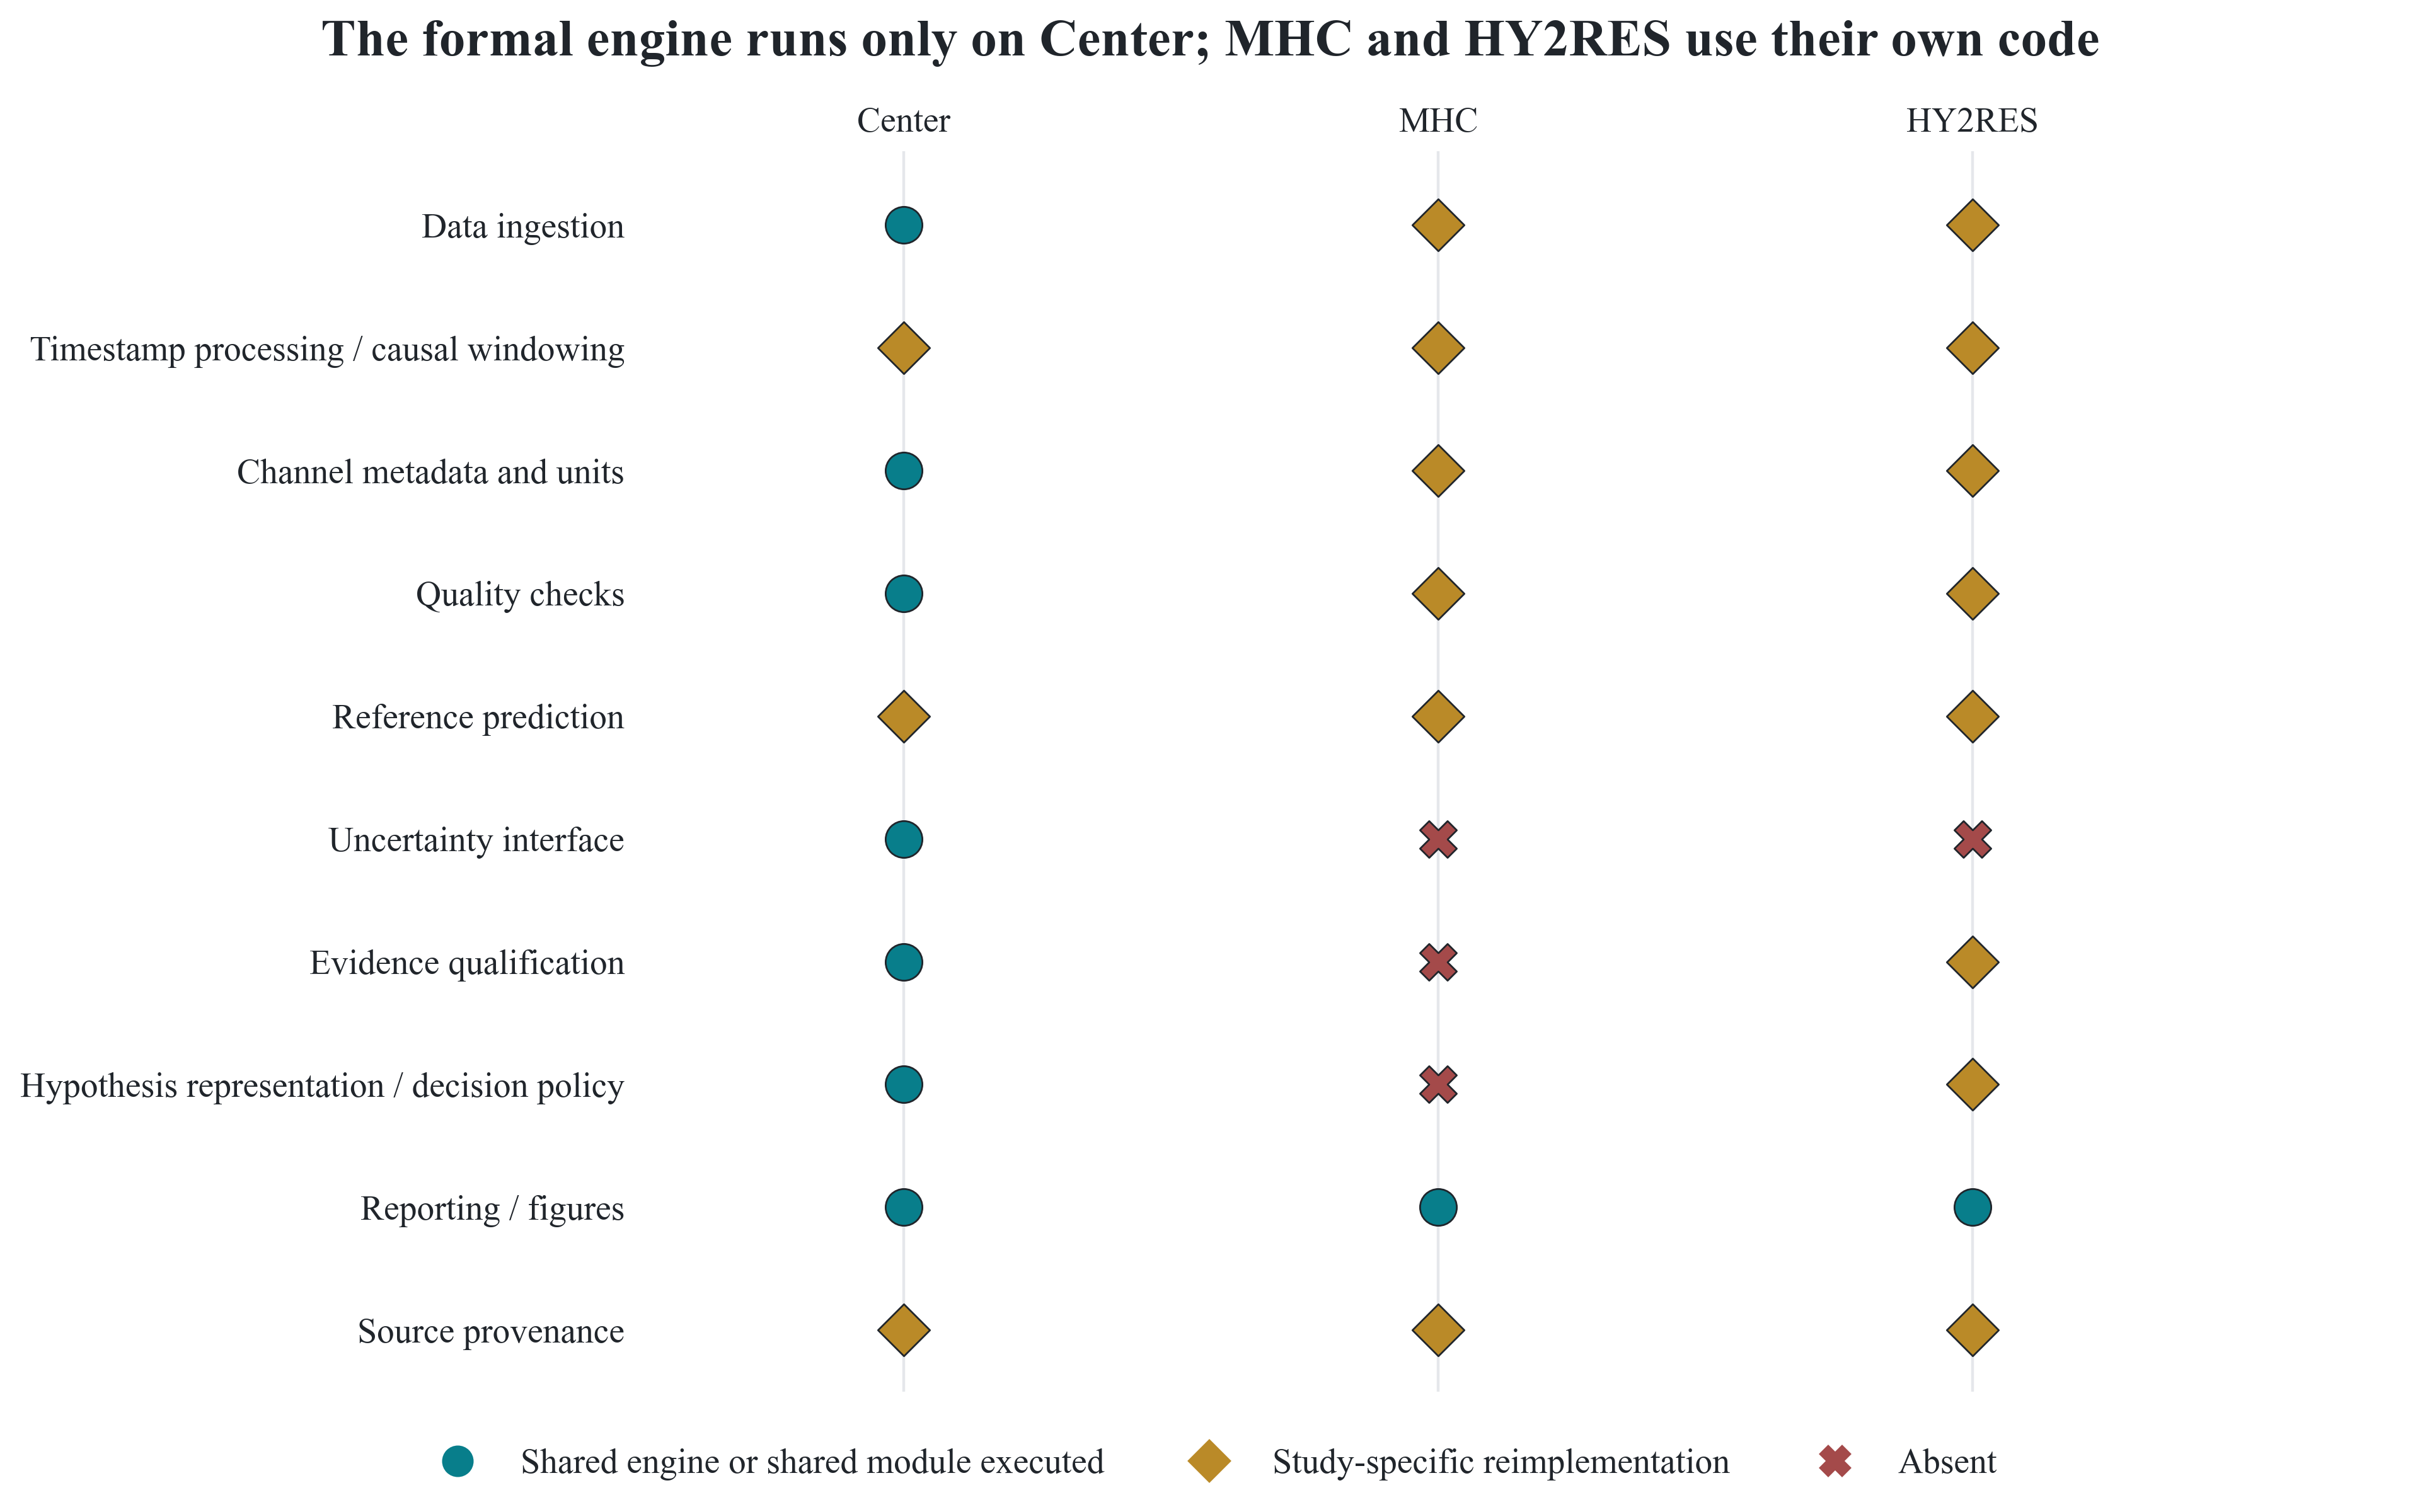 The formal engine runs only on Center; MHC and HY2RES use their own code
Center MHC HY2RES
Data ingestion
Timestamp processing / causal windowing
Channel metadata and units
Quality checks
Reference prediction
Uncertainty interface
Evidence qualification
Hypothesis representation / decision policy
Reporting / figures
Source provenance
Shared engine or shared module executed Study-specific reimplementation Absent